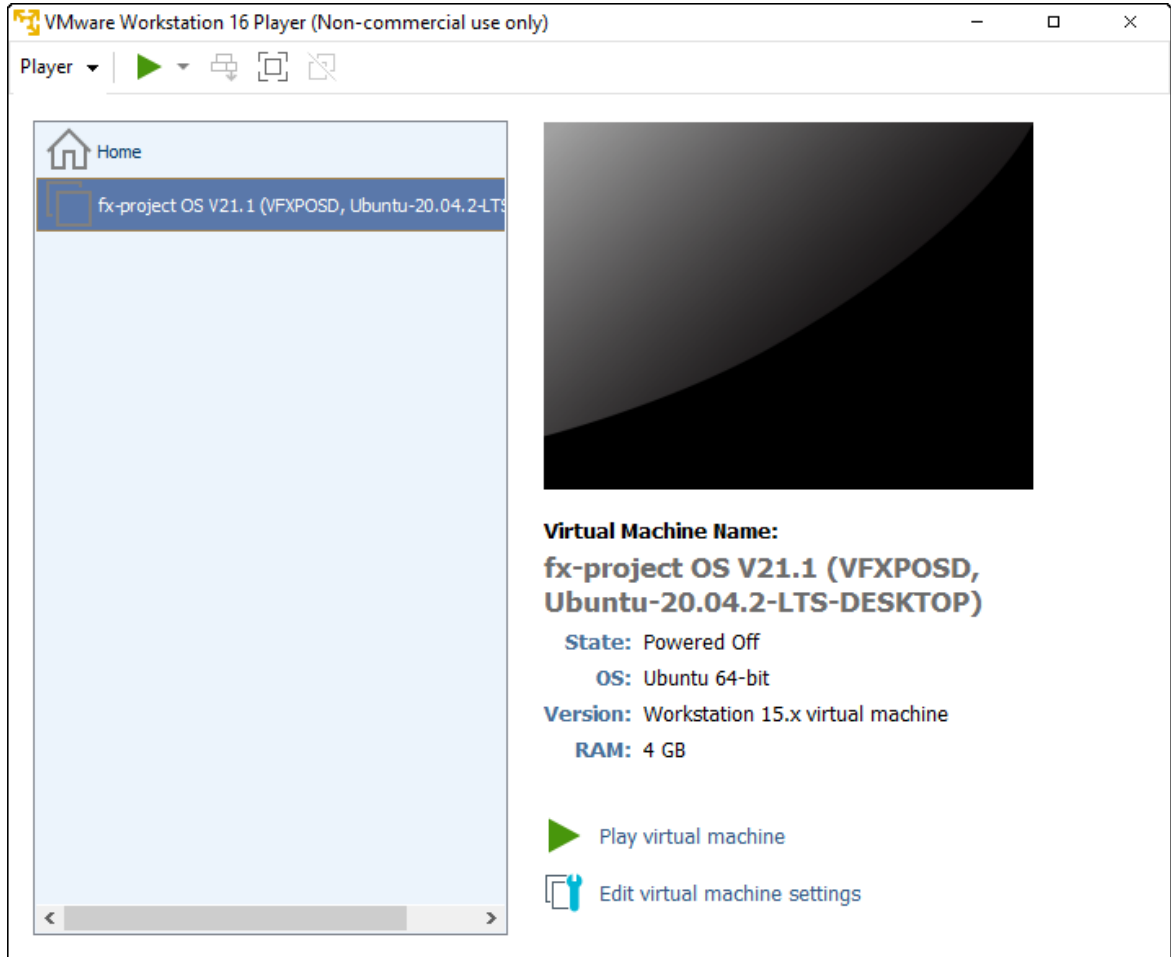 VMware Workstation 16 Player (Non-commercial use only)
Player
Home
fx-project OS V21.1 (VFXPOSD, Ubuntu-20.04.2-LTS
Virtual Machine Name:
fx-project OS V21.1 (VFXPOSD,
Ubuntu-20.04.2-LTS-DESKTOP)
State: Powered Off
OS: Ubuntu 64-bit
Version: Workstation 15.x virtual machine
RAM: 4 GB
Play virtual machine
Edit virtual machine settings